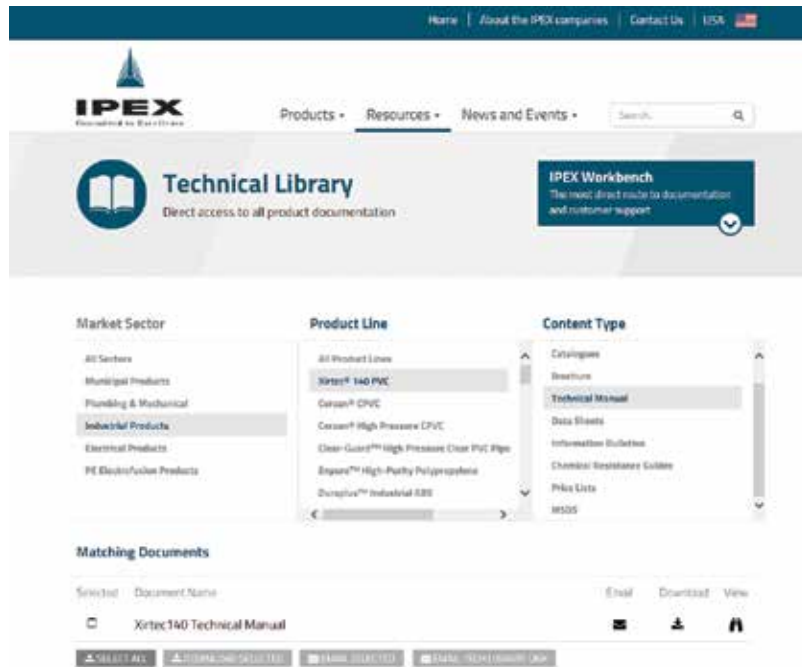 Home | About the IPEX companies | Contact Us | USA
IPEX
Products
Resources
News and Events
Search
Technical Library
Direct access to all product documentation
IPEX Workbench
The most direct route to documentation
and customer support
Market Sector
All Sectors
Municipal Products
Plumbing & Mechanical
Industrial Products
Electrical Products
PE Electrofusion Products
Product Line
All Product Lines
Xirtec® 140 PVC
Corzan® CPVC
Corzan® High Pressure CPVC
Clear-Guard™ High Pressure Clear PVC Pipe
Enpure™ High-Purity Polypropylene
Duraplus™ Industrial ABS
Content Type
Catalogues
Brochure
Technical Manual
Data Sheets
Information Bulletins
Chemical Resistance Guides
Price Lists
MSDS
Matching Documents
Selected Document Name Email Download View
Xirtec140 Technical Manual
SELECT ALL
DOWNLOAD SELECTED
EMAIL SELECTED